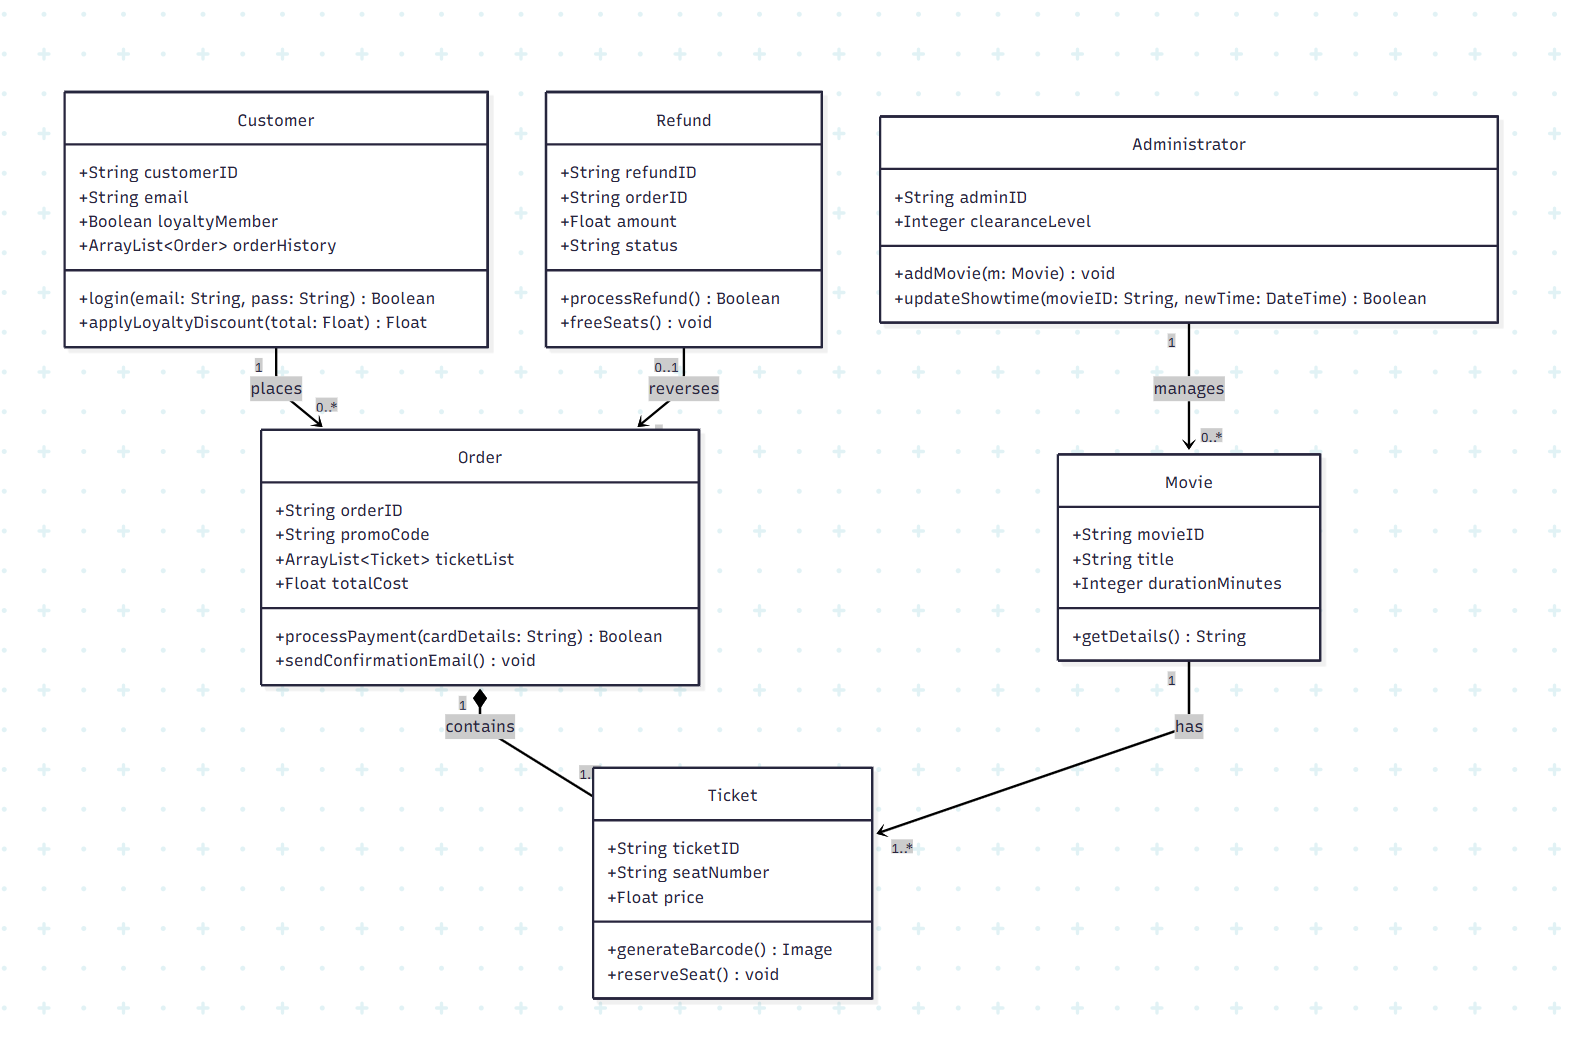 Customer
+String customerID
+String email
+Boolean loyaltyMember
+ArrayList<Order> orderHistory
+login(email: String, pass: String) : Boolean
+applyLoyaltyDiscount(total: Float) : Float
Refund
+String refundID
+String orderID
+Float amount
+String status
+processRefund() : Boolean
+freeSeats() : void
Administrator
+String adminID
+Integer clearanceLevel
+addMovie(m: Movie) : void
+updateShowtime(movieID: String, newTime: DateTime) : Boolean
1
places
0..*
0..1
reverses
1
manages
0..*
Order
+String orderID
+String promoCode
+ArrayList<Ticket> ticketList
+Float totalCost
+processPayment(cardDetails: String) : Boolean
+sendConfirmationEmail() : void
Movie
+String movieID
+String title
+Integer durationMinutes
+getDetails() : String
1
contains
1.
1
has
1..*
Ticket
+String ticketID
+String seatNumber
+Float price
+generateBarcode() : Image
+reserveSeat() : void